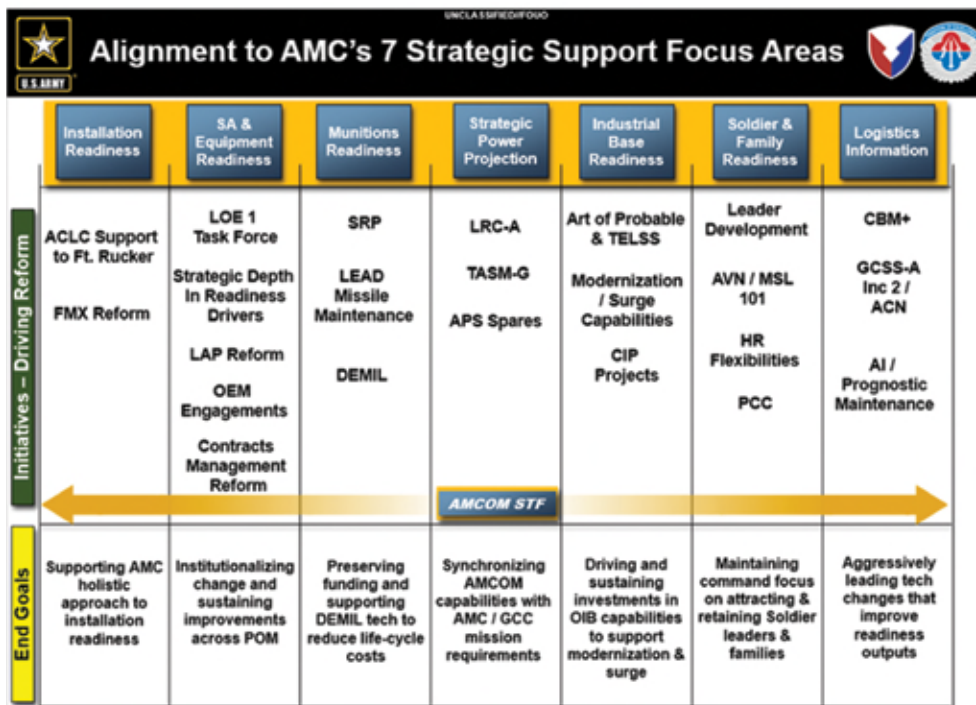 UNCLASSIFIED//FOUO
Alignment to AMC's 7 Strategic Support Focus Areas
U.S.ARMY
Installation
Readiness
SA &
Equipment
Readiness
Munitions
Readiness
Strategic
Power
Projection
Industrial
Base
Readiness
Soldier &
Family
Readiness
Logistics
Information
Initiatives – Driving Reform
ACLC Support
to Ft. Rucker
FMX Reform
LOE 1
Task Force
Strategic Depth
In Readiness
Drivers
LAP Reform
OEM
Engagements
Contracts
Management
Reform
SRP
LEAD
Missile
Maintenance
DEMIL
LRC-A
TASM-G
APS Spares
Art of Probable
& TELSS
Modernization
/ Surge
Capabilities
CIP
Projects
Leader
Development
AVN / MSL
101
HR
Flexibilities
PCC
CBM+
GCSS-A
Inc 2 /
ACN
AI /
Prognostic
Maintenance
AMCOM STF
End Goals
Supporting AMC
holistic
approach to
installation
readiness
Institutionalizing
change and
sustaining
improvements
across POM
Preserving
funding and
supporting
DEMIL tech to
reduce life-cycle
costs
Synchronizing
AMCOM
capabilities with
AMC / GCC
mission
requirements
Driving and
sustaining
investments in
OIB capabilities
to support
modernization &
surge
Maintaining
command focus
on attracting &
retaining Soldier
leaders &
families
Aggressively
leading tech
changes that
improve
readiness
outputs